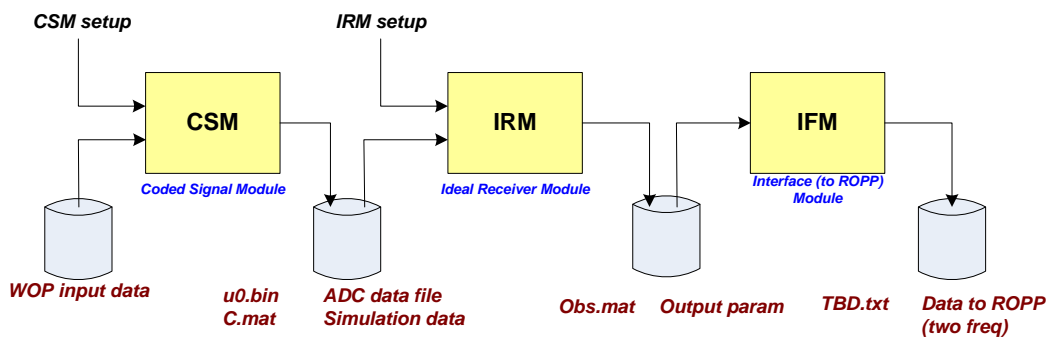 CSM setup
IRM setup
CSM
IRM
IFM
Coded Signal Module
Ideal Receiver Module
Interface (to ROPP)
Module
WOP input data
u0.bin
C.mat
ADC data file
Simulation data
Obs.mat
Output param
TBD.txt
Data to ROPP
(two freq)